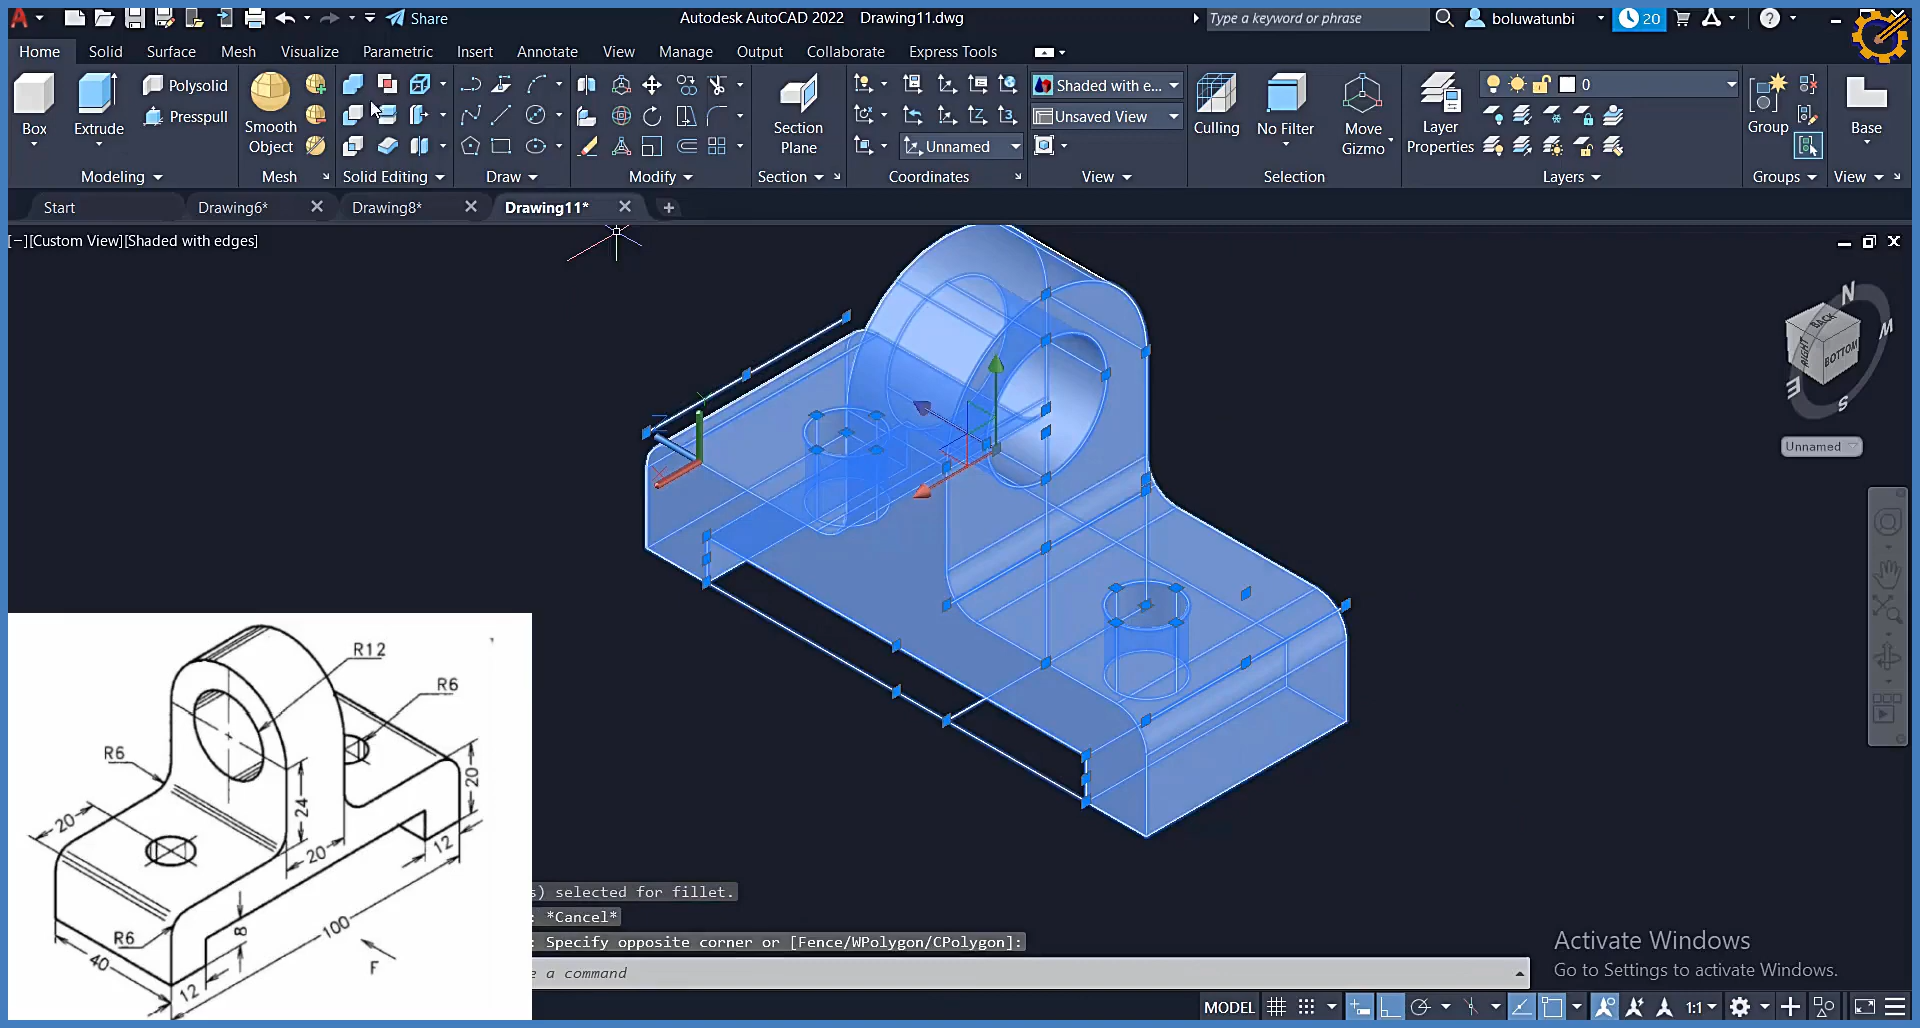 Share
Autodesk AutoCAD 2022 Drawing11.dwg
Type a keyword or phrase
boluwatunbi
20
Home Solid Surface Mesh Visualize Parametric Insert Annotate View Manage Output Collaborate Express Tools
Box
Extrude
Polysolid
Presspull
Smooth
Object
Section
Plane
Shaded with e...
Unsaved View
Unnamed
Culling
No Filter
Move
Gizmo
Layer
Properties
0
Group
Base
Modeling
Mesh
Solid Editing
Draw
Modify
Section
Coordinates
View
Selection
Layers
Groups
View
Start
Drawing6*
Drawing8*
Drawing11*
[−][Custom View][Shaded with edges]
N
W
S
E
BACK
RIGHT
BOTTOM
Unnamed
X
R12
R6
R6
20
24
20
20
12
R6
8
100
40
12
F
s) selected for fillet.
: *Cancel*
: Specify opposite corner or [Fence/WPolygon/CPolygon]:
e a command
Activate Windows
Go to Settings to activate Windows.
MODEL
1:1